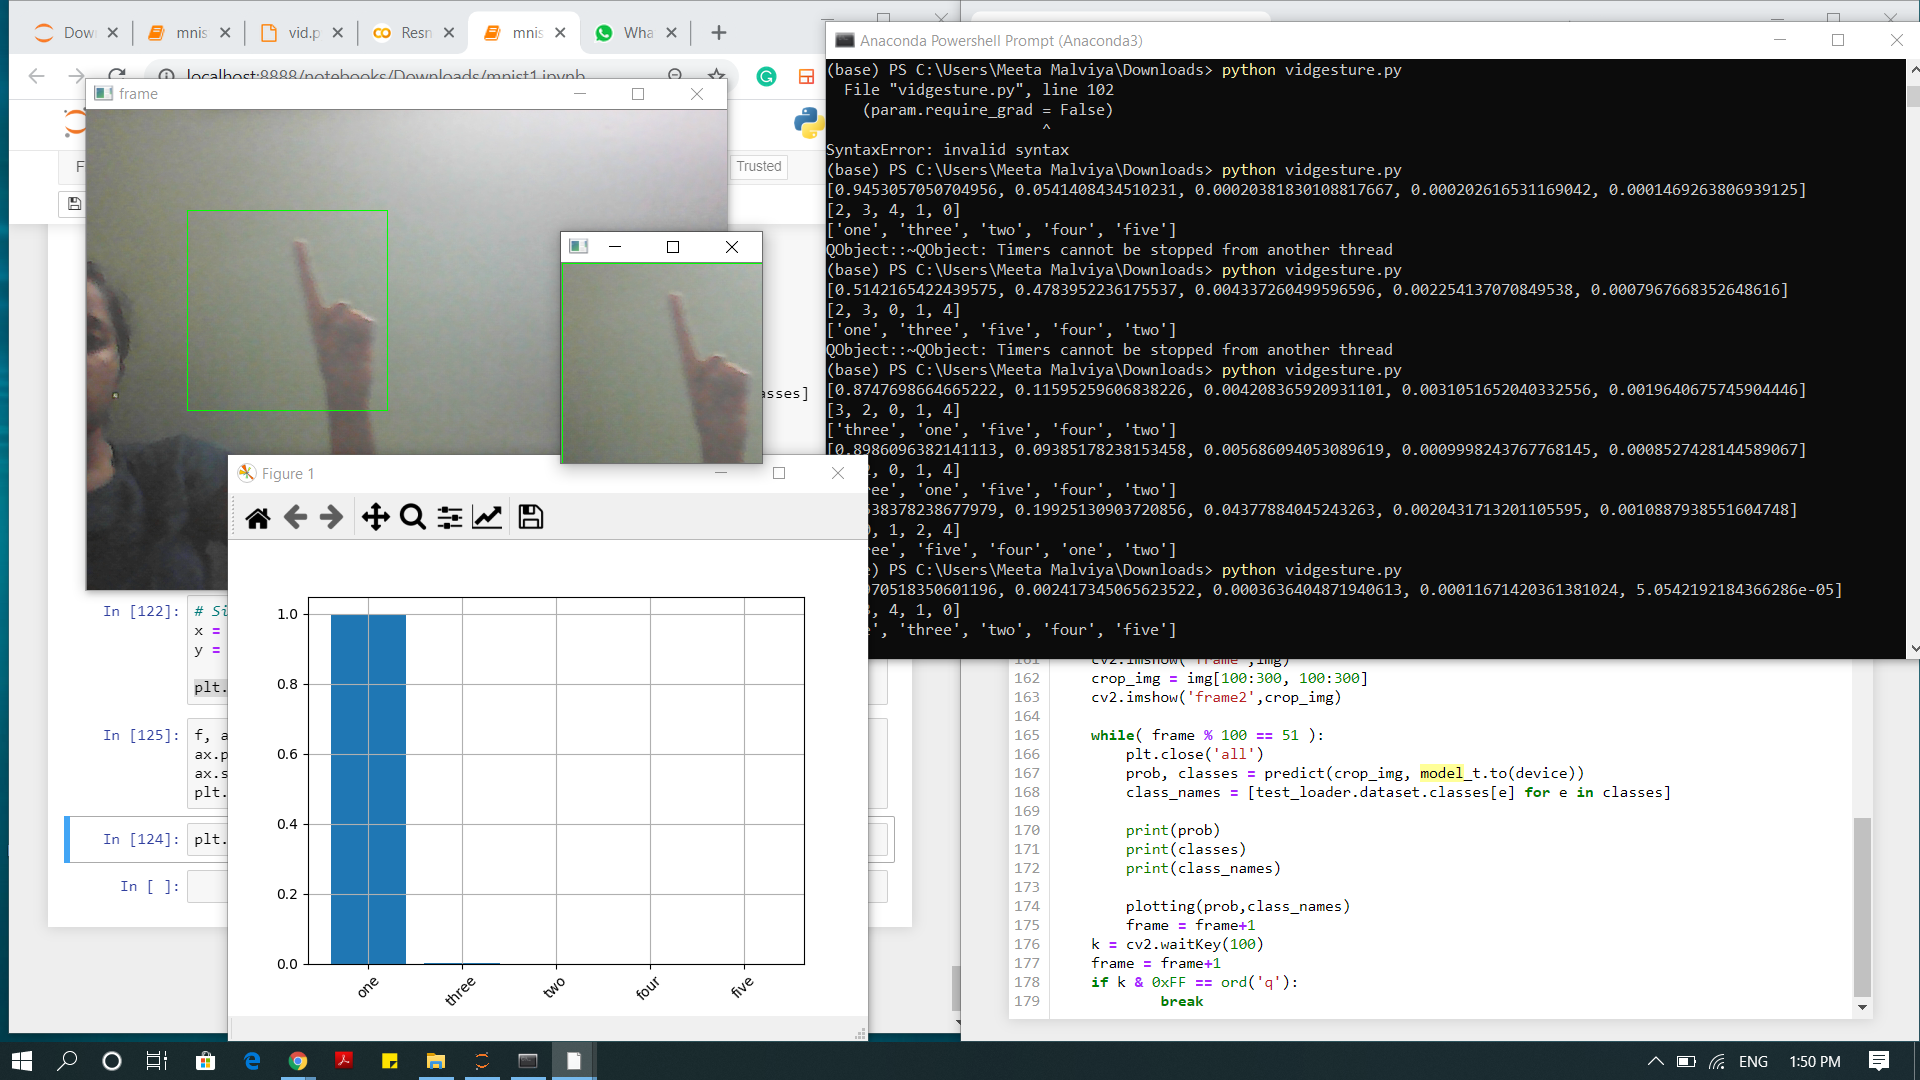 Dow
mnis
vid.p
Resn
mnis
Wha
localhost:8888/notebooks/Downloads/mnist1.ipynb
frame
F
Trusted
asses]
In [122]:
# Si
x =
y =
plt.
In [125]:
f, a
ax.p
ax.s
plt.
In [124]:
plt.
In [ ]:
Figure 1
1.0
0.8
0.6
0.4
0.2
0.0
one
three
two
four
five
Anaconda Powershell Prompt (Anaconda3)
(base) PS C:\Users\Meeta Malviya\Downloads> python vidgesture.py
File "vidgesture.py", line 102
(param.require_grad = False)
^
SyntaxError: invalid syntax
(base) PS C:\Users\Meeta Malviya\Downloads> python vidgesture.py
[0.9453057050704956, 0.0541408434510231, 0.00020381830108817667, 0.000202616531169042, 0.0001469263806939125]
[2, 3, 4, 1, 0]
['one', 'three', 'two', 'four', 'five']
QObject::~QObject: Timers cannot be stopped from another thread
(base) PS C:\Users\Meeta Malviya\Downloads> python vidgesture.py
[0.5142165422439575, 0.4783952236175537, 0.004337260499596596, 0.002254137070849538, 0.0007967668352648616]
[2, 3, 0, 1, 4]
['one', 'three', 'five', 'four', 'two']
QObject::~QObject: Timers cannot be stopped from another thread
(base) PS C:\Users\Meeta Malviya\Downloads> python vidgesture.py
[0.8747698664665222, 0.11595259606838226, 0.004208365920931101, 0.0031051652040332556, 0.0019640675745904446]
[3, 2, 0, 1, 4]
['three', 'one', 'five', 'four', 'two']
[0.8986096382141113, 0.09385178238153458, 0.005686094053089619, 0.0009998243767768145, 0.0008527428144589067]
2, 0, 1, 4]
ree', 'one', 'five', 'four', 'two']
538378238677979, 0.19925130903720856, 0.04377884045243263, 0.0020431713201105595, 0.0010887938551604748]
0, 1, 2, 4]
ree', 'five', 'four', 'one', 'two']
e) PS C:\Users\Meeta Malviya\Downloads> python vidgesture.py
970518350601196, 0.002417345065623522, 0.0003636404871940613, 0.00011671420361381024, 5.0542192184366286e-05]
3, 4, 1, 0]
e', 'three', 'two', 'four', 'five']
161 cv2.imshow('frame',img)
162 crop_img = img[100:300, 100:300]
163 cv2.imshow('frame2',crop_img)
164
165 while( frame % 100 == 51 ):
166 plt.close('all')
167 prob, classes = predict(crop_img, model_t.to(device))
168 class_names = [test_loader.dataset.classes[e] for e in classes]
169
170 print(prob)
171 print(classes)
172 print(class_names)
173
174 plotting(prob,class_names)
175 frame = frame+1
176 k = cv2.waitKey(100)
177 frame = frame+1
178 if k & 0xFF == ord('q'):
179 break
ENG
1:50 PM